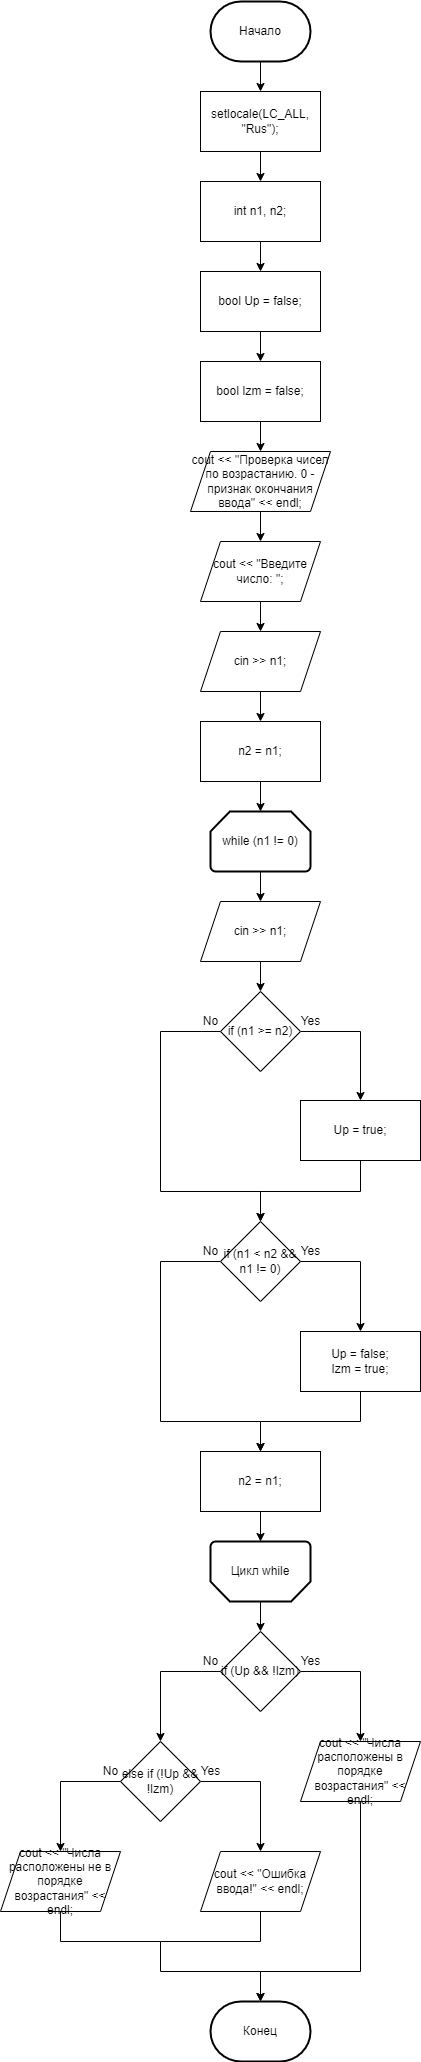 Начало
setlocale(LC_ALL,
"Rus");
int n1, n2;
bool Up = false;
bool Izm = false;
cout << "Проверка чисел
по возрастанию. 0 -
признак окончания
ввода" << endl;
cout << "Введите
число: ";
cin >> n1;
n2 = n1;
while (n1 != 0)
cin >> n1;
No
Yes
if (n1 >= n2)
Up = true;
No
Yes
if (n1 < n2 &&
n1 != 0)
Up = false;
Izm = true;
n2 = n1;
Цикл while
No
Yes
if (Up && !Izm)
cout << "Числа
расположены в
порядке
возрастания" <<
endl;
No
Yes
else if (!Up &&
!Izm)
cout << "Числа
расположены не в
порядке
возрастания" <<
endl;
cout << "Ошибка
ввода!" << endl;
Конец